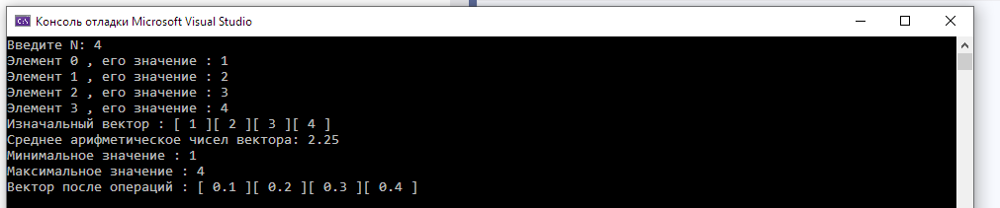 Консоль отладки Microsoft Visual Studio
Введите N: 4
Элемент 0 , его значение : 1
Элемент 1 , его значение : 2
Элемент 2 , его значение : 3
Элемент 3 , его значение : 4
Изначальный вектор : [ 1 ][ 2 ][ 3 ][ 4 ]
Среднее арифметическое чисел вектора: 2.25
Минимальное значение : 1
Максимальное значение : 4
Вектор после операций : [ 0.1 ][ 0.2 ][ 0.3 ][ 0.4 ]